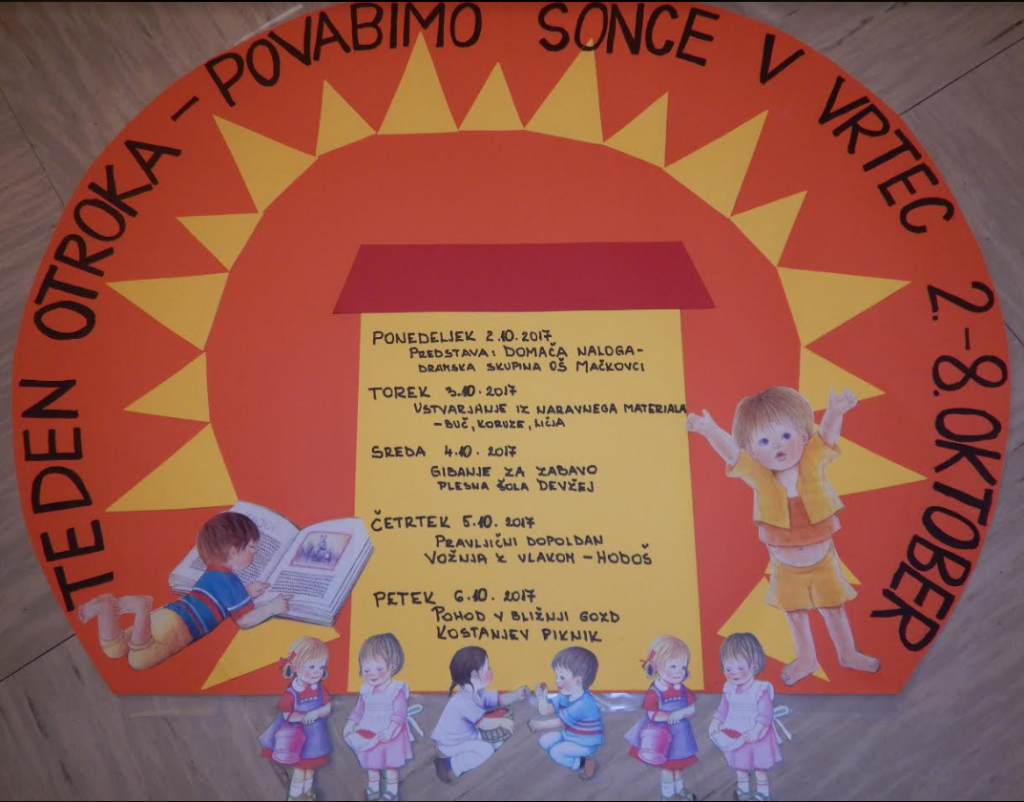 TEDEN OTROKA - POVABIMO SONCE V VRTEC 2.-8. OKTOBER
PONEDELJEK 2.10.2017
PREDSTAVA: DOMAČA NALOGA-
DRAMSKA SKUPINA OŠ MAČKOVCI
TOREK 3.10.2017
USTVARJANJE IZ NARAVNEGA MATERIALA
-BUČ, KORUZE, LIČJA
SREDA 4.10.2017
GIBANJE ZA ZABAVO
PLESNA ŠOLA DEVŽEJ
ČETRTEK 5.10.2017
PRAVLJIČNI DOPOLDAN
VOŽNJA Z VLAKOM - HODOŠ
PETEK 6.10.2017
POHOD V BLIŽNJI GOZD
KOSTANJEV PIKNIK